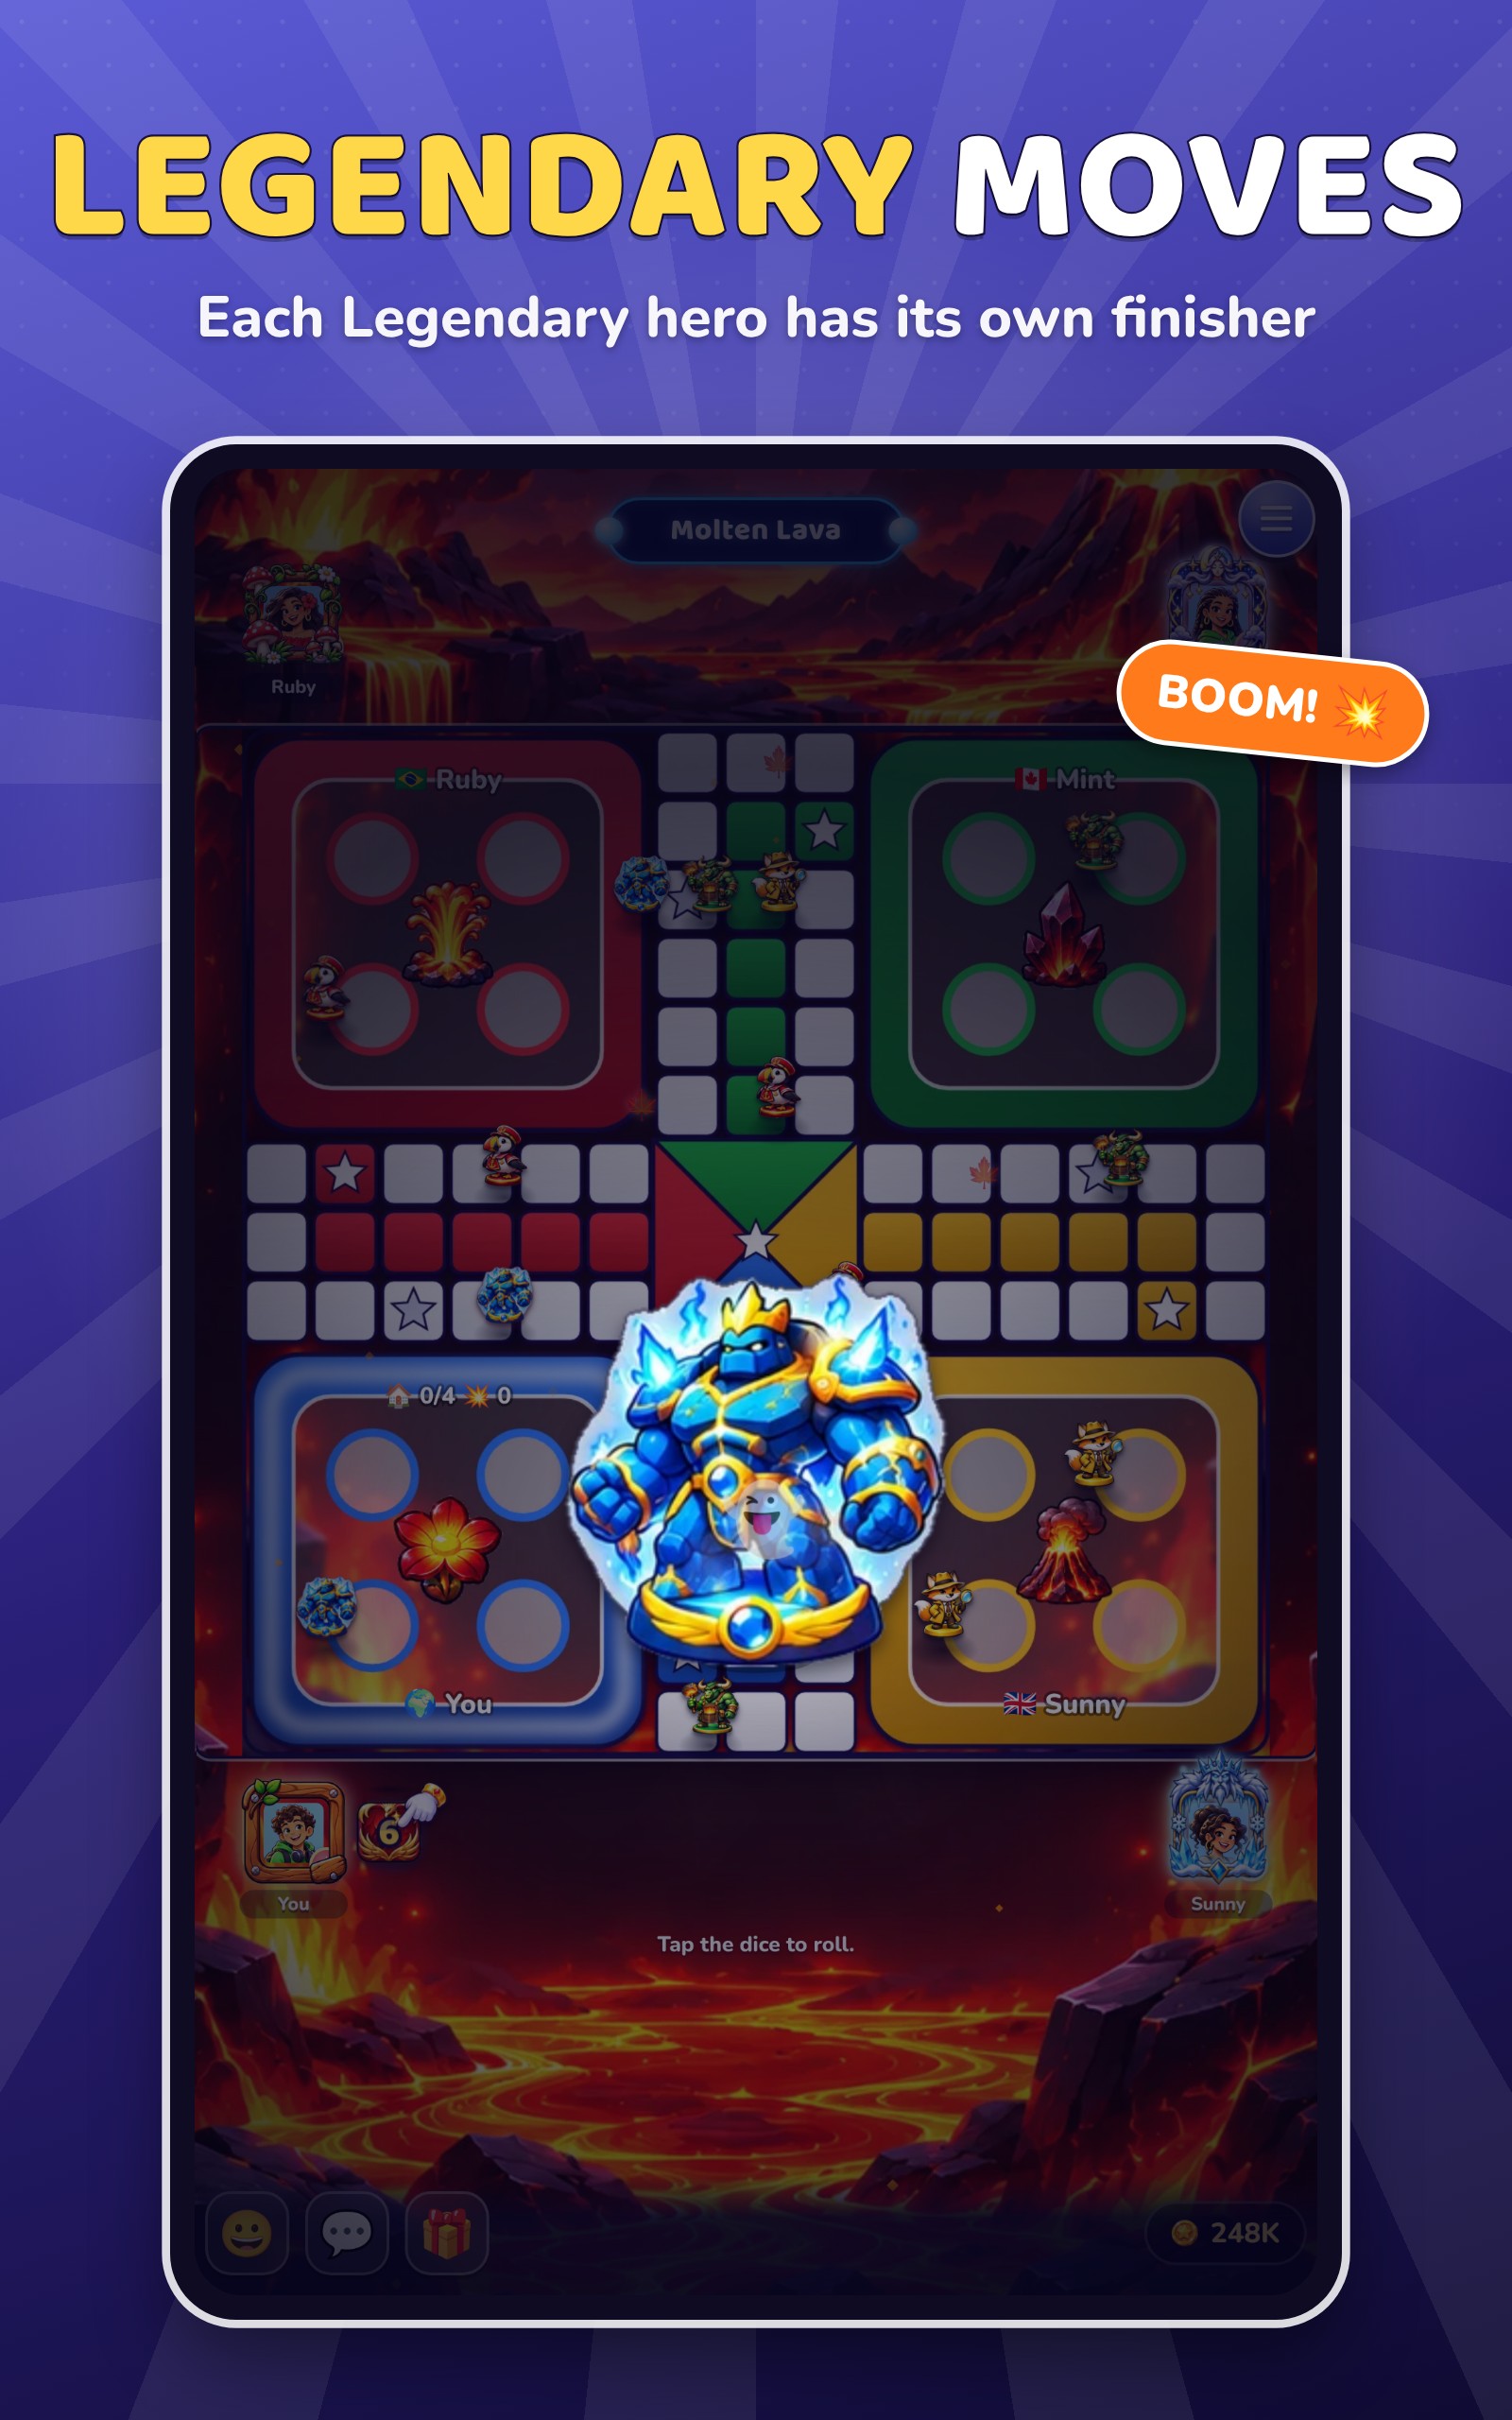 LEGENDARY MOVES
Each Legendary hero has its own finisher
Molten Lava
Ruby
BOOM!
Ruby
Mint
0/4 0
You
Sunny
6
You
Sunny
Tap the dice to roll.
248K